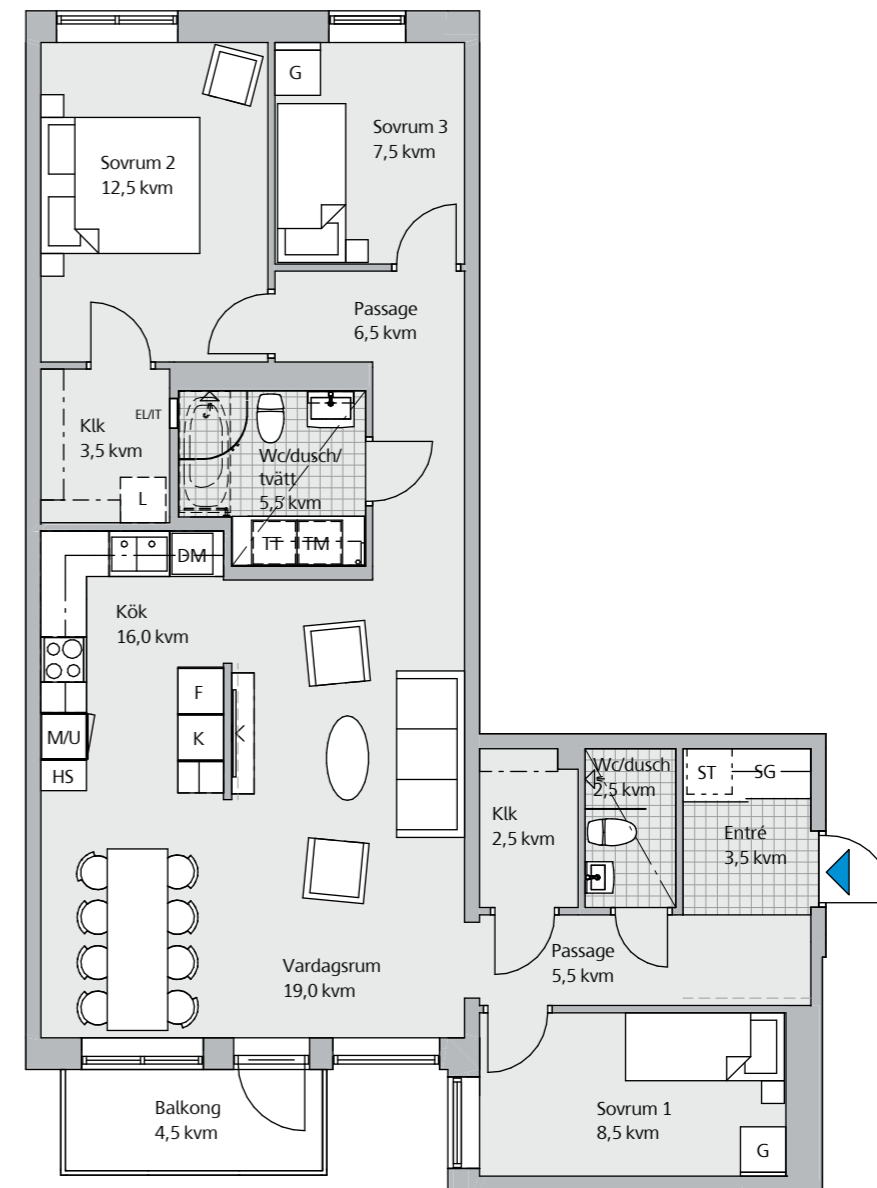 G
Sovrum 3
7,5 kvm
Sovrum 2
12,5 kvm
Passage
6,5 kvm
EL/IT
Klk
3,5 kvm
L
Wc/dusch/
tvätt
5,5 kvm
TT
TM
DM
Kök
16,0 kvm
F
K
M/U
HS
Wc/dusch
2,5 kvm
ST
SG
Klk
2,5 kvm
Entré
3,5 kvm
Vardagsrum
19,0 kvm
Passage
5,5 kvm
Balkong
4,5 kvm
Sovrum 1
8,5 kvm
G